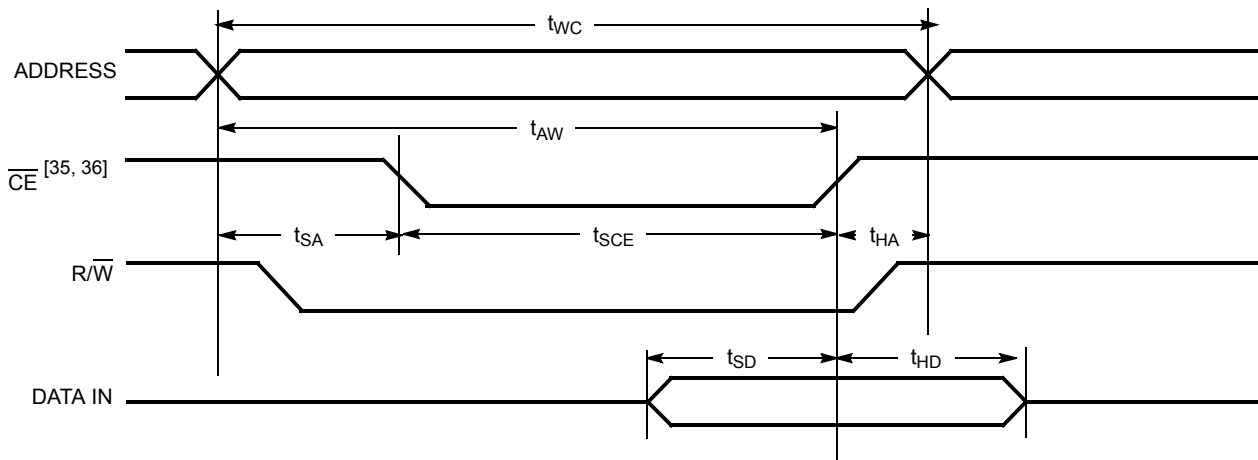 tWC
ADDRESS
tAW
CE [35, 36]
tSA
tSCE
tHA
R/W
tSD
tHD
DATA IN